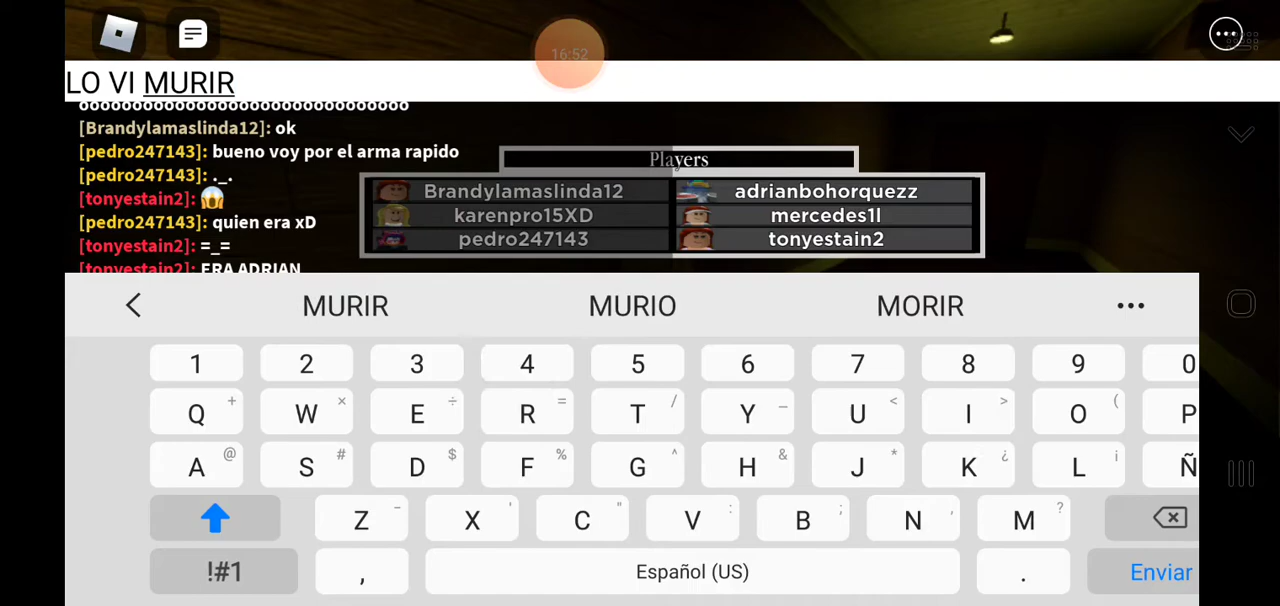 16:52
LO VI MURIR
oooooooooooooooooooooooooooooooo
[Brandylamaslinda12]: ok
[pedro247143]: bueno voy por el arma rapido
[pedro247143]: ._.
[tonyestain2]: 😱
[pedro247143]: quien era xD
[tonyestain2]: =_=
[tonyestain2]: ERA ADRIAN
Players
Brandylamaslinda12 adrianbohorquezz
karenpro15XD mercedes1l
pedro247143 tonyestain2
MURIR MURIO MORIR
1 2 3 4 5 6 7 8 9 0
+ × ÷ = / _ < > (
Q W E R T Y U I O P
@ # $ % ^ & * ¿ ¡
A S D F G H J K L Ñ
- ' " : ; , ?
Z X C V B N M
!#1 , Español (US) . Enviar